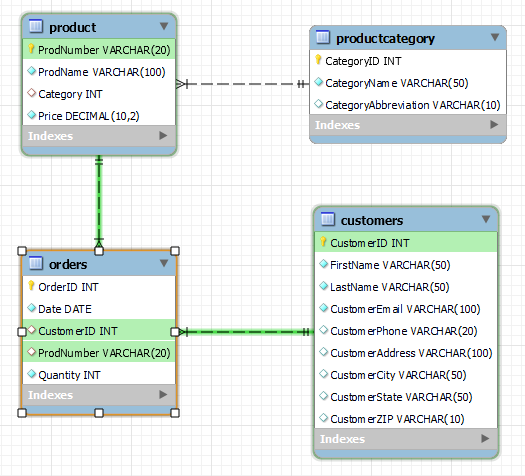 product
ProdNumber VARCHAR(20)
ProdName VARCHAR(100)
Category INT
Price DECIMAL(10,2)
Indexes
productcategory
CategoryID INT
CategoryName VARCHAR(50)
CategoryAbbreviation VARCHAR(10)
Indexes
orders
OrderID INT
Date DATE
CustomerID INT
ProdNumber VARCHAR(20)
Quantity INT
Indexes
customers
CustomerID INT
FirstName VARCHAR(50)
LastName VARCHAR(50)
CustomerEmail VARCHAR(100)
CustomerPhone VARCHAR(20)
CustomerAddress VARCHAR(100)
CustomerCity VARCHAR(50)
CustomerState VARCHAR(50)
CustomerZIP VARCHAR(10)
Indexes